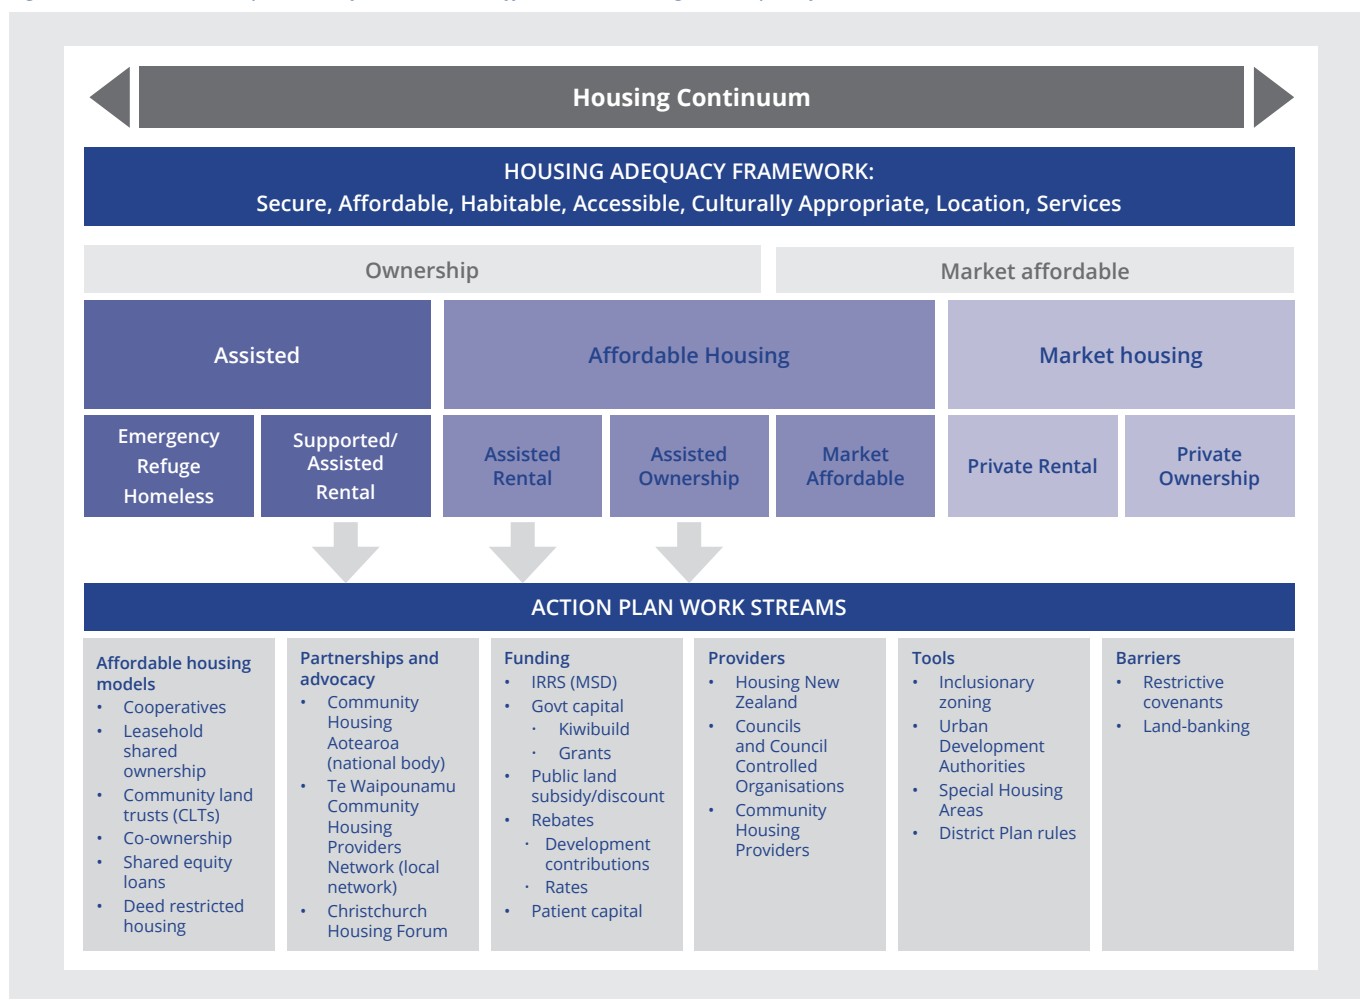 Housing Continuum
HOUSING ADEQUACY FRAMEWORK:
Secure, Affordable, Habitable, Accessible, Culturally Appropriate, Location, Services
Ownership
Market affordable
Assisted
Affordable Housing
Market housing
Emergency
Refuge
Homeless
Supported/
Assisted
Rental
Assisted
Rental
Assisted
Ownership
Market
Affordable
Private Rental
Private
Ownership
ACTION PLAN WORK STREAMS
Affordable housing
models
• Cooperatives
• Leasehold
shared
ownership
• Community land
trusts (CLTs)
• Co-ownership
• Shared equity
loans
• Deed restricted
housing
Partnerships and
advocacy
• Community
Housing
Aotearoa
(national body)
• Te Waipounamu
Community
Housing
Providers
Network (local
network)
• Christchurch
Housing Forum
Funding
• IRRS (MSD)
• Govt capital
· Kiwibuild
· Grants
• Public land
subsidy/discount
• Rebates
· Development
contributions
· Rates
• Patient capital
Providers
• Housing New
Zealand
• Councils
and Council
Controlled
Organisations
• Community
Housing
Providers
Tools
• Inclusionary
zoning
• Urban
Development
Authorities
• Special Housing
Areas
• District Plan rules
Barriers
• Restrictive
covenants
• Land-banking